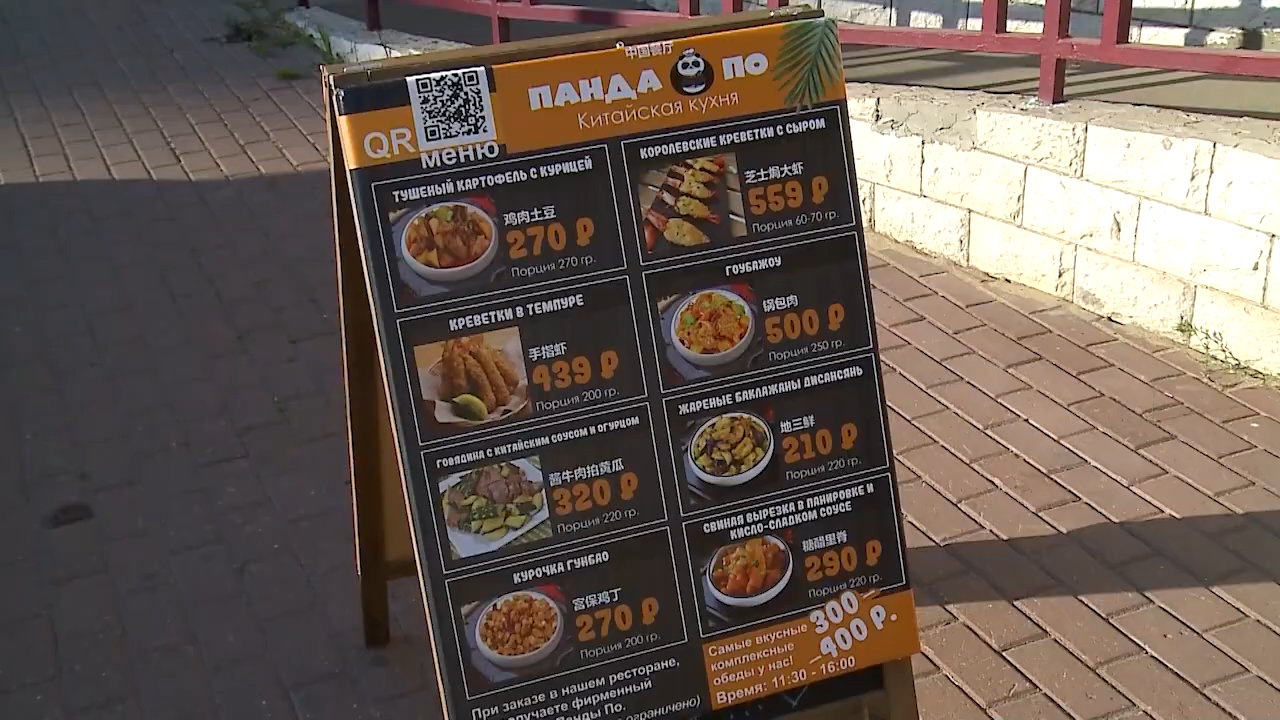 中国餐厅
ПАНДА ПО
Китайская кухня
QR
меню
ТУШЕНЫЙ КАРТОФЕЛЬ С КУРИЦЕЙ
鸡肉土豆
270 ₽
Порция 270 гр.
КРЕВЕТКИ В ТЕМПУРЕ
手指虾
439 ₽
Порция 200 гр.
ГОВЯДИНА С КИТАЙСКИМ СОУСОМ И ОГУРЦОМ
酱牛肉拍黄瓜
320 ₽
Порция 220 гр.
КУРОЧКА ГУНБАО
宫保鸡丁
270 ₽
Порция 200 гр.
КОРОЛЕВСКИЕ КРЕВЕТКИ С СЫРОМ
芝士焗大虾
559 ₽
Порция 60-70 гр.
ГОУБАЖОУ
锅包肉
500 ₽
Порция 250 гр.
ЖАРЕНЫЕ БАКЛАЖАНЫ ДИСАНСЯНЬ
地三鲜
210 ₽
Порция 220 гр.
СВИНАЯ ВЫРЕЗКА В ПАНИРОВКЕ И
КИСЛО-СЛАДКОМ СОУСЕ
糖醋里脊
290 ₽
Порция 220 гр.
При заказе в нашем ресторане,
получаете фирменный
Панды По.
ограничено)
Самые вкусные
комплексные
обеды у нас!
300-
-400 Р.
Время: 11:30 - 16:00